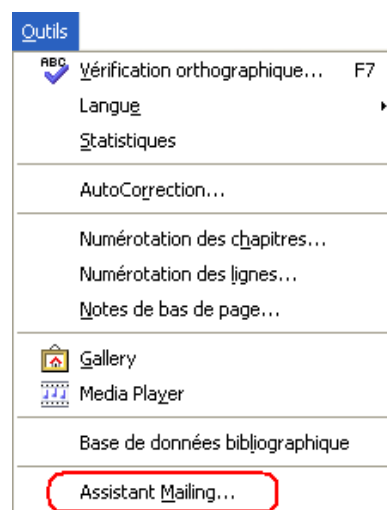 Outils
ABC Vérification orthographique... F7
Langue
Statistiques
AutoCorrection...
Numérotation des chapitres...
Numérotation des lignes...
Notes de bas de page...
Gallery
Media Player
Base de données bibliographique
Assistant Mailing...